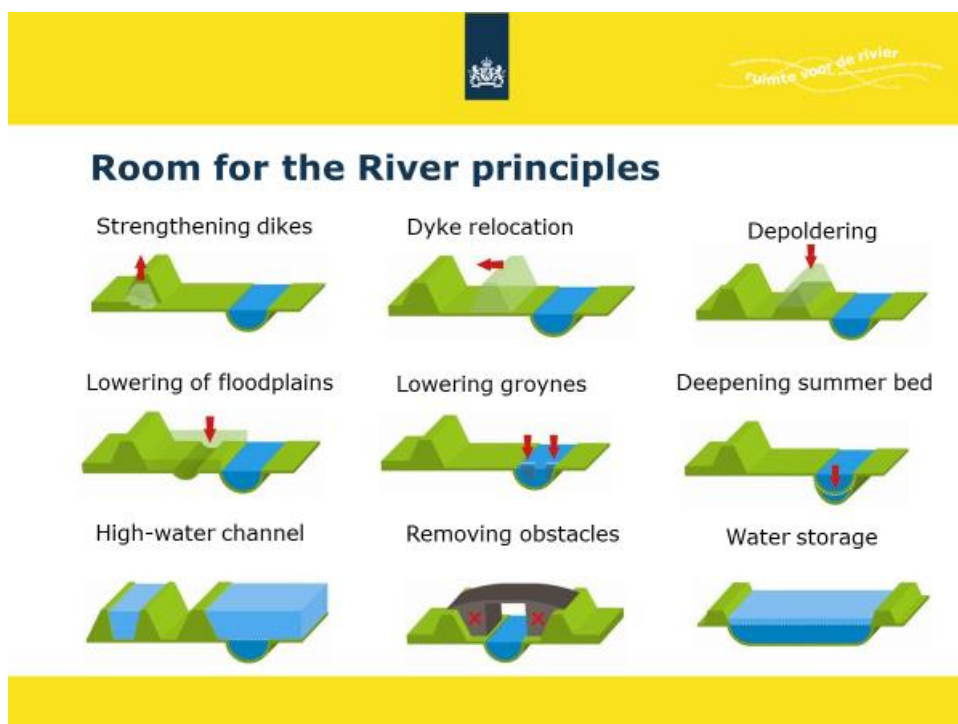 ruimte voor de rivier
Room for the River principles
Strengthening dikes
Dyke relocation
Depoldering
Lowering of floodplains
Lowering groynes
Deepening summer bed
High-water channel
Removing obstacles
Water storage